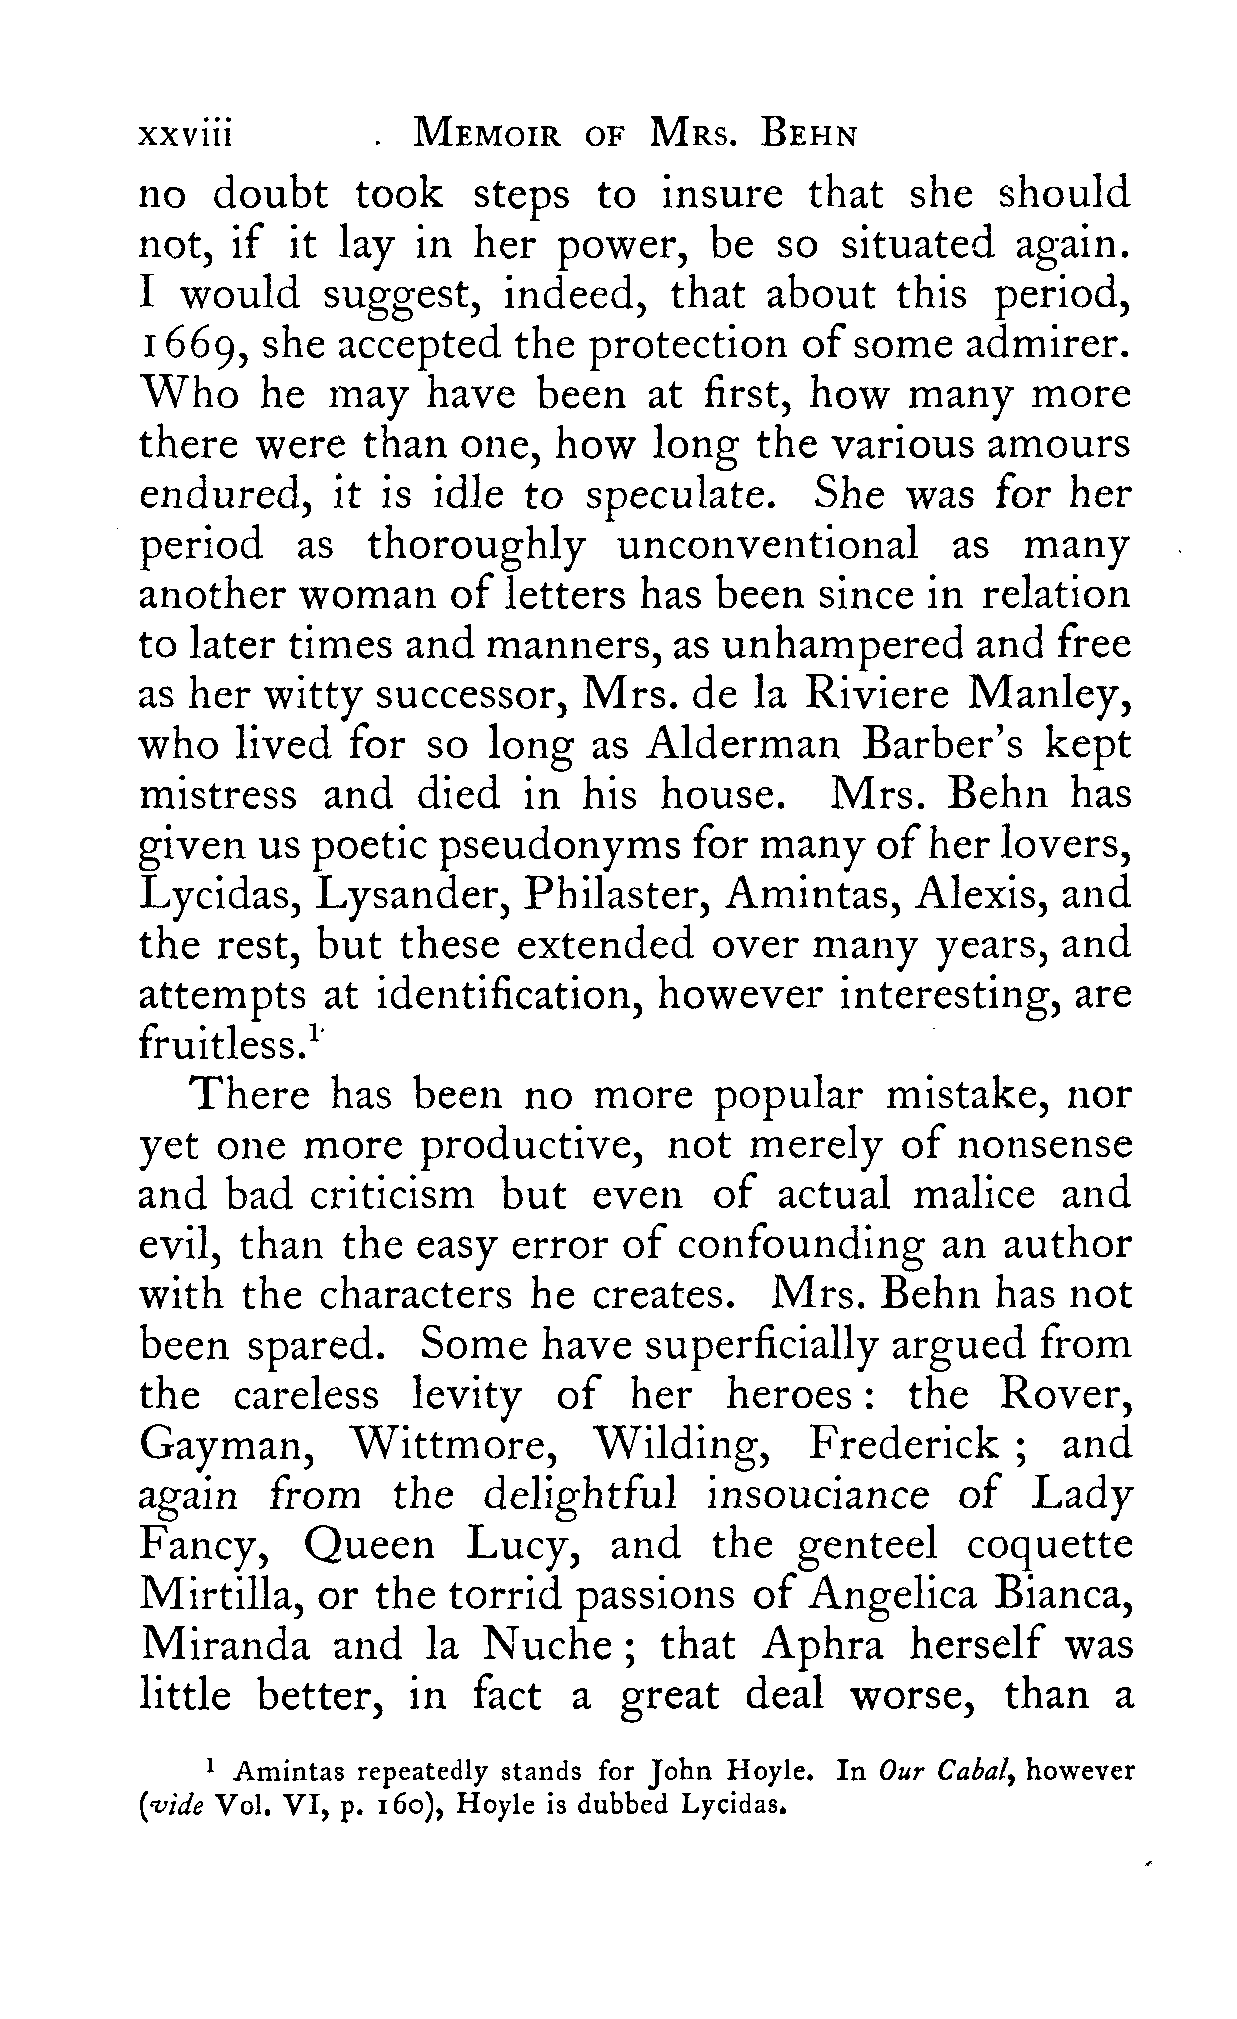 xxviii . Memoir of Mrs. Behn
no doubt took steps to insure that she should
not, if it lay in her power, be so situated again.
I would suggest, indeed, that about this period,
1669, she accepted the protection of some admirer.
Who he may have been at first, how many more
there were than one, how long the various amours
endured, it is idle to speculate. She was for her
period as thoroughly unconventional as many
another woman of letters has been since in relation
to later times and manners, as unhampered and free
as her witty successor, Mrs. de la Riviere Manley,
who lived for so long as Alderman Barber's kept
mistress and died in his house. Mrs. Behn has
given us poetic pseudonyms for many of her lovers,
Lycidas, Lysander, Philaster, Amintas, Alexis, and
the rest, but these extended over many years, and
attempts at identification, however interesting, are
fruitless.¹
There has been no more popular mistake, nor
yet one more productive, not merely of nonsense
and bad criticism but even of actual malice and
evil, than the easy error of confounding an author
with the characters he creates. Mrs. Behn has not
been spared. Some have superficially argued from
the careless levity of her heroes : the Rover,
Gayman, Wittmore, Wilding, Frederick ; and
again from the delightful insouciance of Lady
Fancy, Queen Lucy, and the genteel coquette
Mirtilla, or the torrid passions of Angelica Bianca,
Miranda and la Nuche ; that Aphra herself was
little better, in fact a great deal worse, than a
¹ Amintas repeatedly stands for John Hoyle. In Our Cabal, however
(vide Vol. VI, p. 160), Hoyle is dubbed Lycidas.